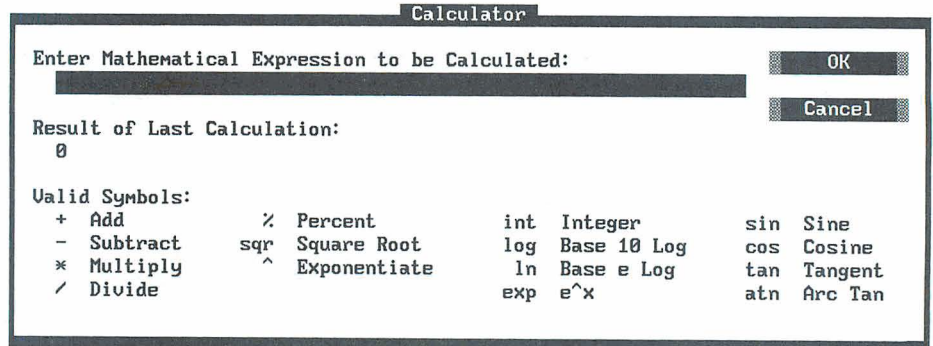 Calculator
Enter Mathematical Expression to be Calculated:
OK
Cancel
Result of Last Calculation:
0
Valid Symbols:
+ Add % Percent int Integer sin Sine
- Subtract sqr Square Root log Base 10 Log cos Cosine
* Multiply ^ Exponentiate ln Base e Log tan Tangent
/ Divide exp e^x atn Arc Tan